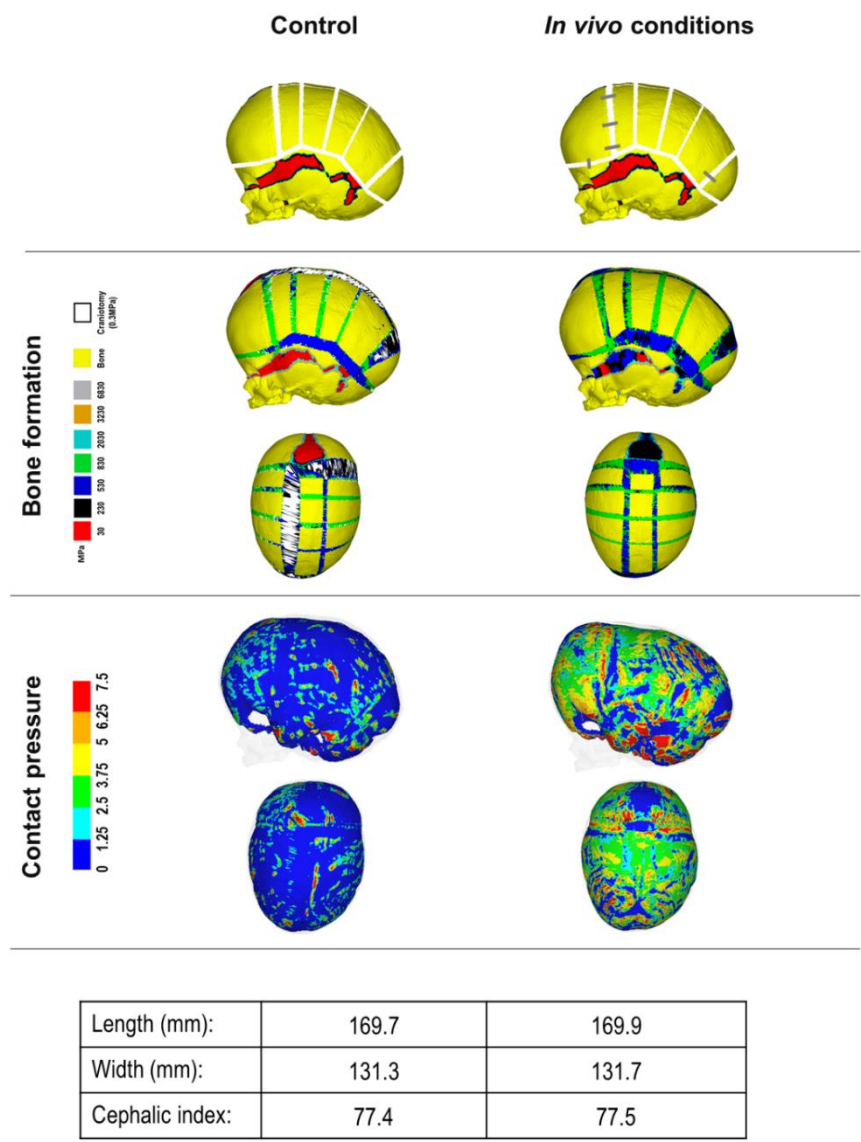 Control In vivo conditions
Bone formation
MPa 30 230 530 830 2030 3230 6830 Bone Craniotomy
(0.3MPa)
Contact pressure
0 1.25 2.5 3.75 5 6.25 7.5
Length (mm): 169.7 169.9
Width (mm): 131.3 131.7
Cephalic index: 77.4 77.5